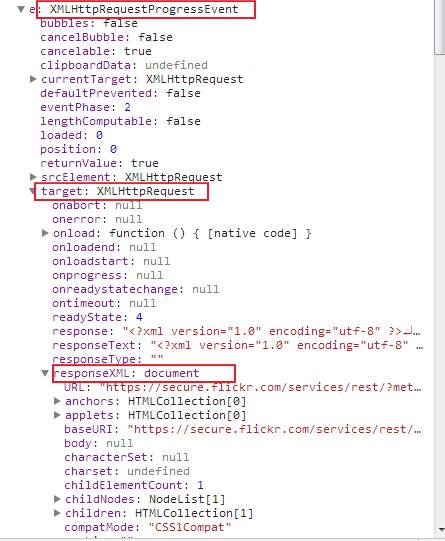 e: XMLHttpRequestProgressEvent
bubbles: false
cancelBubble: false
cancelable: true
clipboardData: undefined
currentTarget: XMLHttpRequest
defaultPrevented: false
eventPhase: 2
lengthComputable: false
loaded: 0
position: 0
returnValue: true
srcElement: XMLHttpRequest
target: XMLHttpRequest
onabort: null
onerror: null
onload: function () { [native code] }
onloadend: null
onloadstart: null
onprogress: null
onreadystatechange: null
ontimeout: null
readyState: 4
response: "<?xml version="1.0" encoding="utf-8" ?>…
responseText: "<?xml version="1.0" encoding="utf-8" …
responseType: ""
responseXML: document
URL: "https://secure.flickr.com/services/rest/?met…
anchors: HTMLCollection[0]
applets: HTMLCollection[0]
baseURI: "https://secure.flickr.com/services/rest/…
body: null
characterSet: null
charset: undefined
childElementCount: 1
childNodes: NodeList[1]
children: HTMLCollection[1]
compatMode: "CSS1Compat"